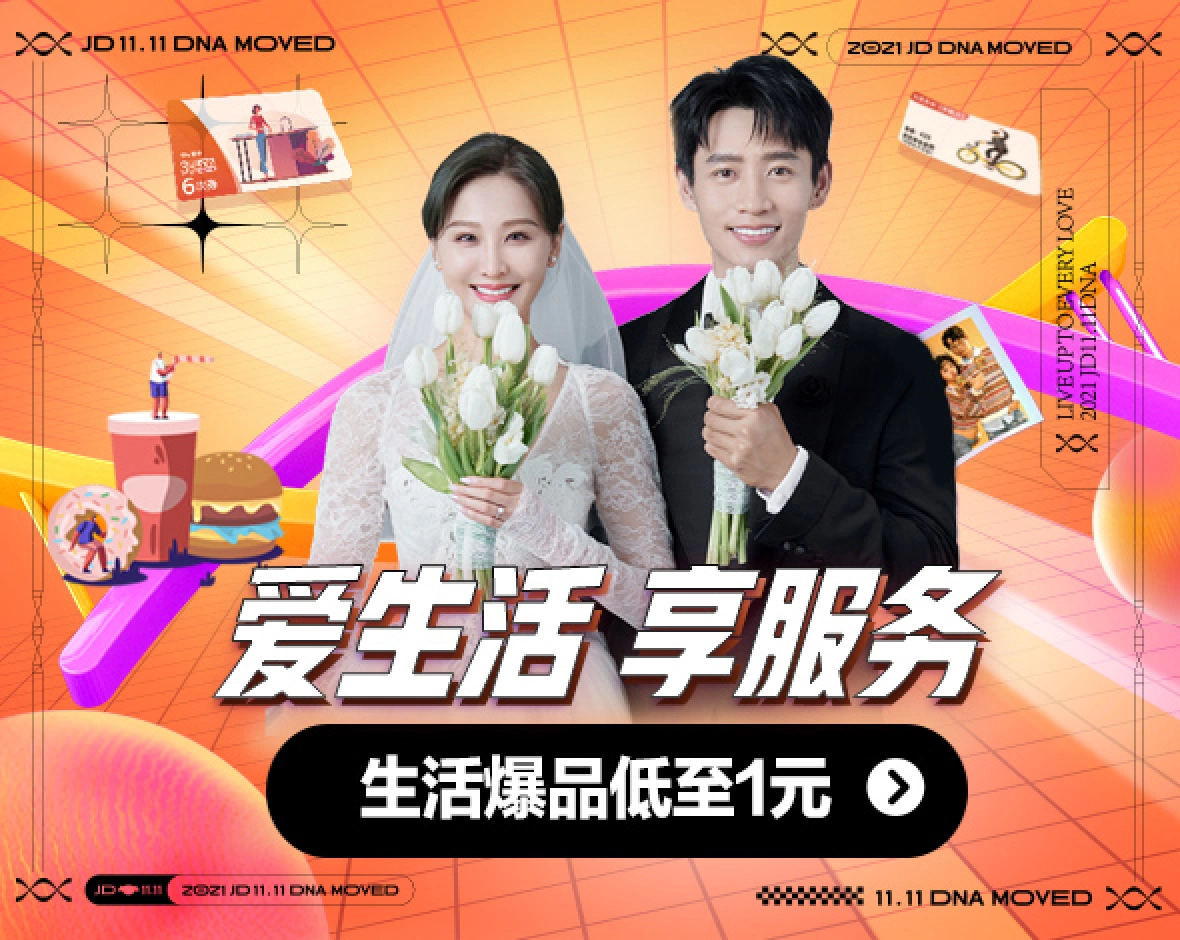 JD 11.11 DNA MOVED
2021 JD DNA MOVED
6
LIVE UP TO EVERY LOVE
2021 JD11.11DNA
爱生活 享服务
生活爆品低至1元
JD 11.11
2021 JD 11.11 DNA MOVED
11.11 DNA MOVED